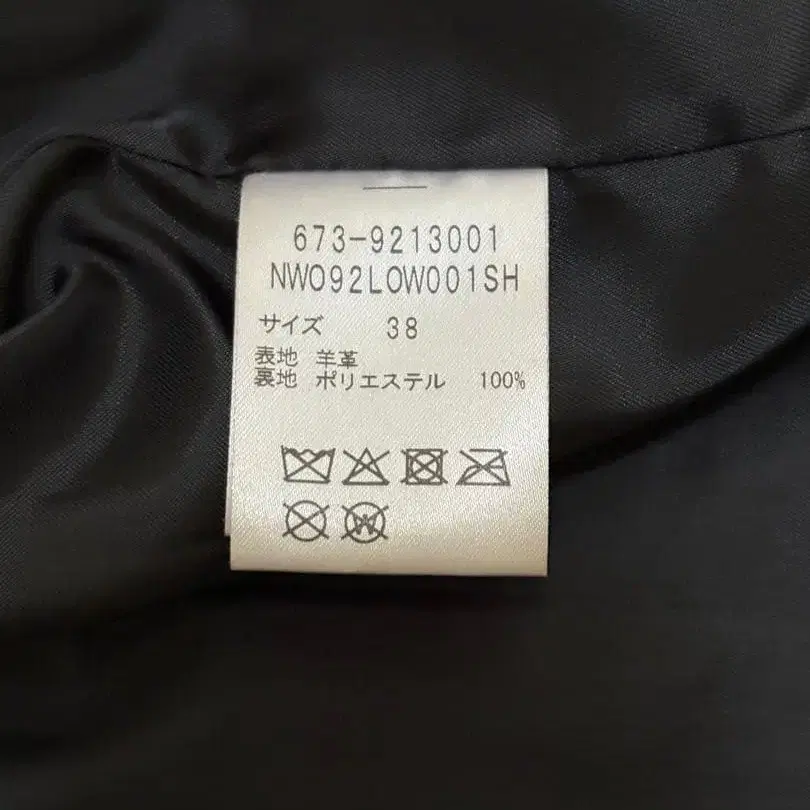 673-9213001
NW092L0W001SH
サイズ 38
表地 羊革
裏地 ポリエステル 100%
W